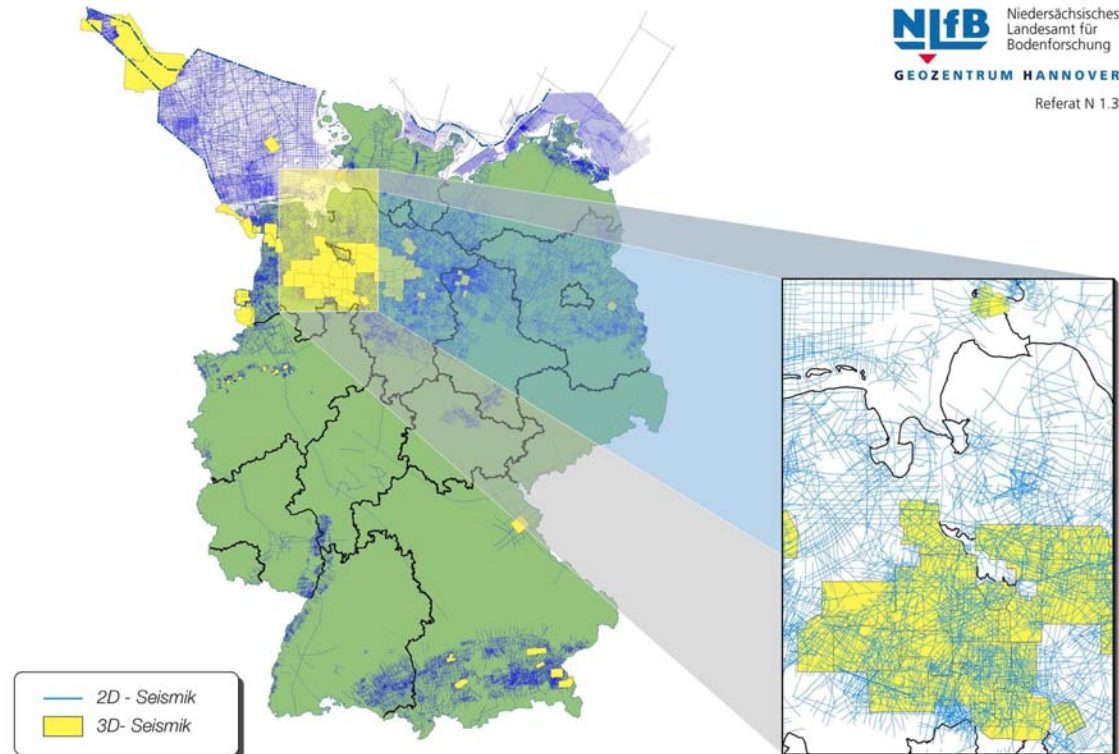 NLfB
Niedersächsisches
Landesamt für
Bodenforschung
GEOZENTRUM HANNOVER
Referat N 1.3
2D - Seismik
3D- Seismik